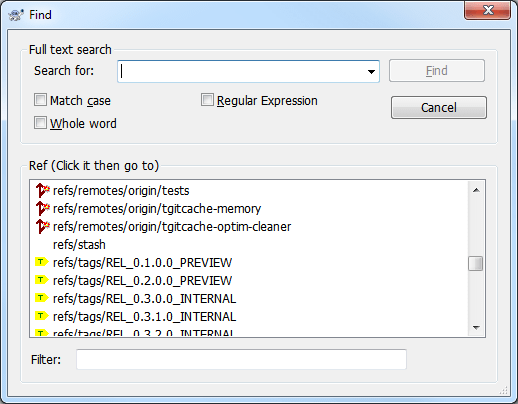 Find
Full text search
Search for:
Find
Match case
Regular Expression
Cancel
Whole word
Ref (Click it then go to)
refs/remotes/origin/tests
refs/remotes/origin/tgitcache-memory
refs/remotes/origin/tgitcache-optim-cleaner
refs/stash
T refs/tags/REL_0.1.0.0_PREVIEW
T refs/tags/REL_0.2.0.0_PREVIEW
T refs/tags/REL_0.3.0.0_INTERNAL
T refs/tags/REL_0.3.1.0_INTERNAL
T refs/tags/REL_0.3.2.0_INTERNAL
Filter: